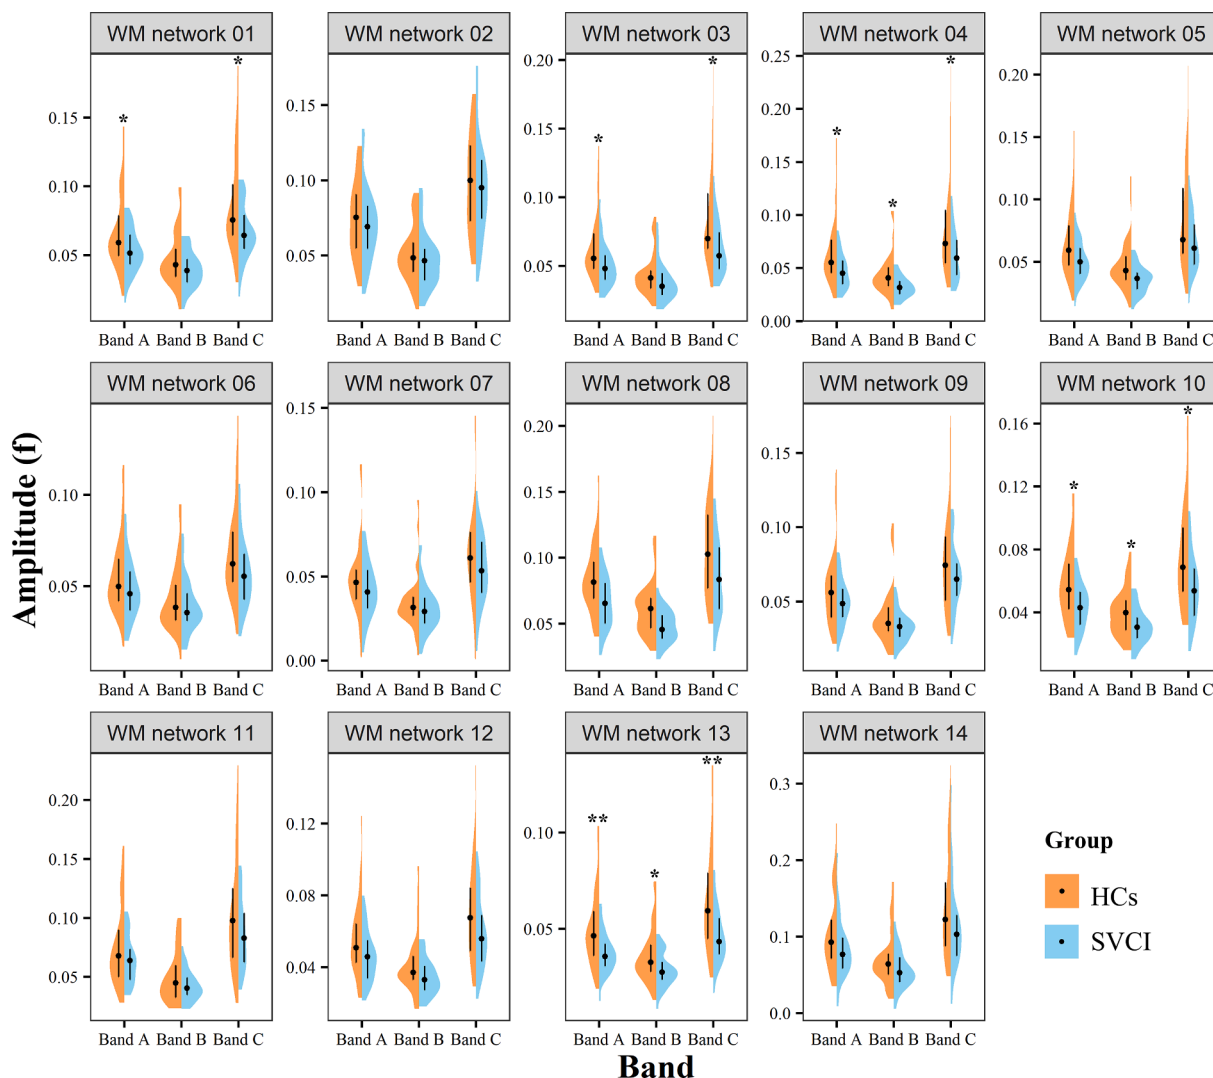 WM network 01 WM network 02 WM network 03 WM network 04 WM network 05
* * * * * * *
0.15 0.10 0.05
0.15 0.10 0.05
0.20 0.15 0.10 0.05
0.25 0.20 0.15 0.10 0.05 0.00
0.20 0.15 0.10 0.05
Band A Band B Band C Band A Band B Band C Band A Band B Band C Band A Band B Band C Band A Band B Band C
WM network 06 WM network 07 WM network 08 WM network 09 WM network 10
* * *
0.10 0.05
0.15 0.10 0.05 0.00
0.20 0.15 0.10 0.05
0.15 0.10 0.05
0.16 0.12 0.08 0.04
Band A Band B Band C Band A Band B Band C Band A Band B Band C Band A Band B Band C Band A Band B Band C
Amplitude (f)
WM network 11 WM network 12 WM network 13 WM network 14
** * **
0.20 0.15 0.10 0.05
0.12 0.08 0.04
0.10 0.05
0.3 0.2 0.1 0.0
Band A Band B Band C Band A Band B Band C Band A Band B Band C Band A Band B Band C
Band
Group
HCs
SVCI